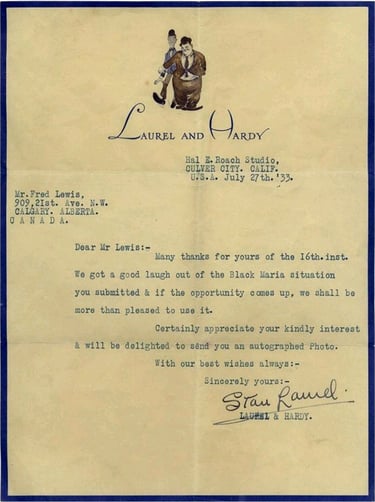 LAUREL AND HARDY
Hal E.Roach Studio,
CULVER CITY. CALIF.
U.S.A. July 27th.'33.
Mr.Fred Lewis,
909,21st. Ave. N.W.
CALGARY. ALBERTA.
C A N A D A.
Dear Mr Lewis:-
Many thanks for yours of the 16th.inst.
We got a good laugh out of the Black Maria situation
you submitted & if the opportunity comes up, we shall be
more than pleased to use it.
Certainly appreciate your kindly interest
& will be delighted to send you an autographed Photo.
With our best wishes always:-
Sincerely yours:-
Stan Laurel.
LAUREL & HARDY.